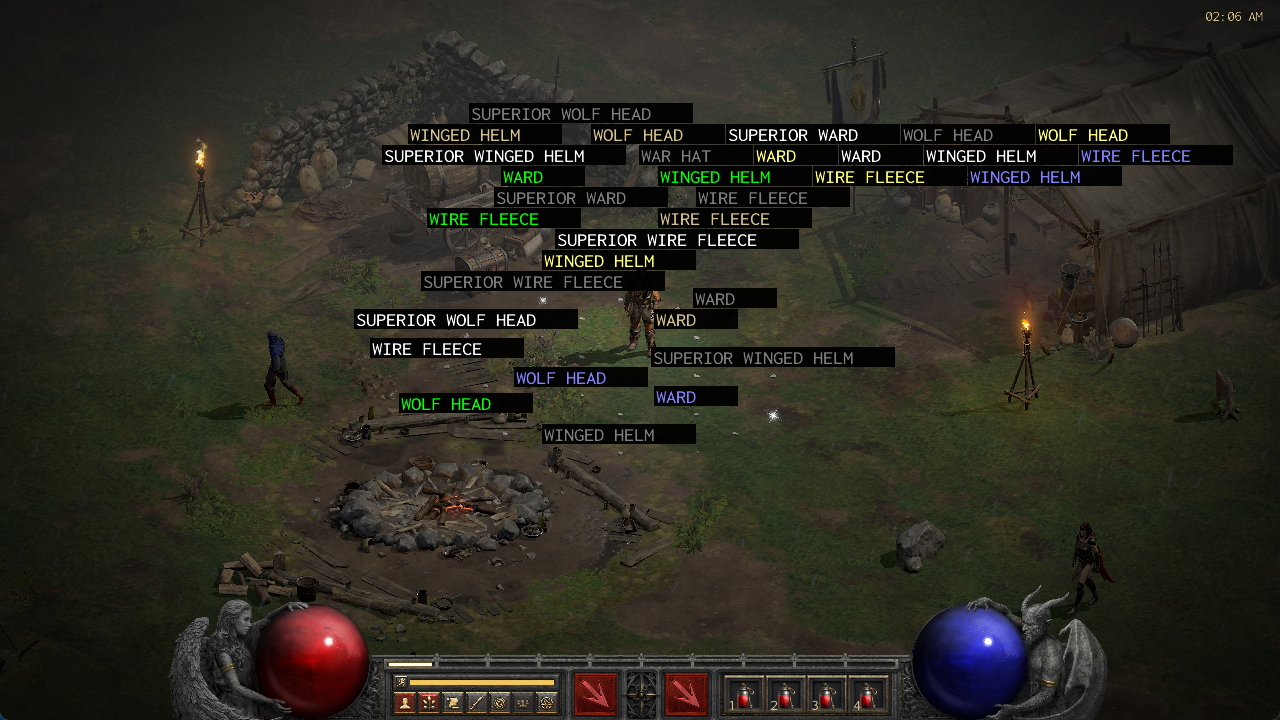 02:06 AM
SUPERIOR WOLF HEAD
WINGED HELM WOLF HEAD SUPERIOR WARD WOLF HEAD WOLF HEAD
SUPERIOR WINGED HELM WAR HAT WARD WARD WINGED HELM WIRE FLEECE
WARD WINGED HELM WIRE FLEECE WINGED HELM
SUPERIOR WARD WIRE FLEECE
WIRE FLEECE WIRE FLEECE
SUPERIOR WIRE FLEECE
WINGED HELM
SUPERIOR WIRE FLEECE
WARD
SUPERIOR WOLF HEAD WARD
WIRE FLEECE
SUPERIOR WINGED HELM
WOLF HEAD
WARD
WOLF HEAD
WINGED HELM
1 2 3 4